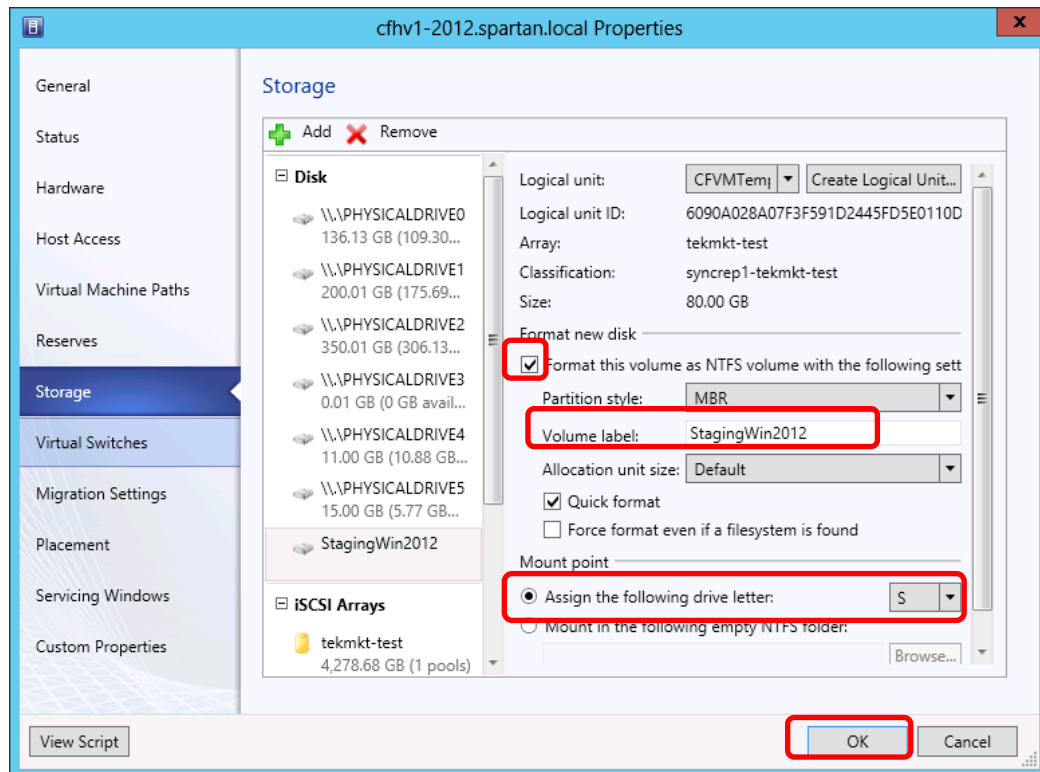 cfhv1-2012.spartan.local Properties
x
General
Status
Hardware
Host Access
Virtual Machine Paths
Reserves
Storage
Virtual Switches
Migration Settings
Placement
Servicing Windows
Custom Properties
Storage
Add Remove
Disk
\\.\PHYSICALDRIVE0
136.13 GB (109.30...
\\.\PHYSICALDRIVE1
200.01 GB (175.69...
\\.\PHYSICALDRIVE2
350.01 GB (306.13...
\\.\PHYSICALDRIVE3
0.01 GB (0 GB avail...
\\.\PHYSICALDRIVE4
11.00 GB (10.88 GB...
\\.\PHYSICALDRIVE5
15.00 GB (5.77 GB...
StagingWin2012
iSCSI Arrays
tekmkt-test
4,278.68 GB (1 pools)
Logical unit: CFVMTem Create Logical Unit...
Logical unit ID: 6090A028A07F3F591D2445FD5E0110D
Array: tekmkt-test
Classification: syncrep1-tekmkt-test
Size: 80.00 GB
Format new disk
Format this volume as NTFS volume with the following sett
Partition style: MBR
Volume label: StagingWin2012
Allocation unit size: Default
Quick format
Force format even if a filesystem is found
Mount point
Assign the following drive letter: S
Mount in the following empty NTFS folder:
Browse...
View Script
OK
Cancel